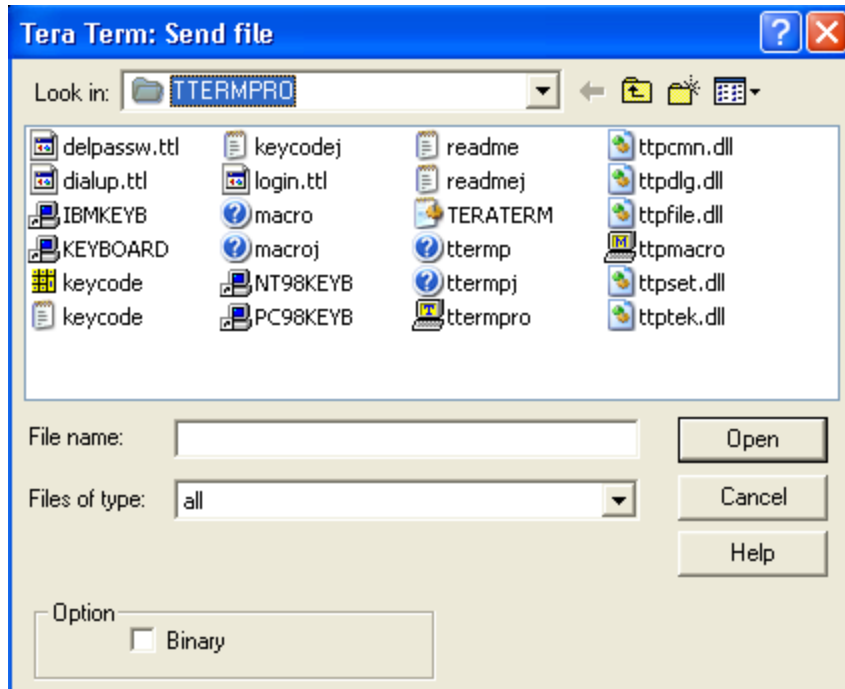 Tera Term: Send file
Look in: TTERMPRO
delpassw.ttl keycodej readme ttpcmn.dll
dialup.ttl login.ttl readmej ttpdlg.dll
IBMKEYB macro TERATERM ttpfile.dll
KEYBOARD macroj ttermp ttpmacro
keycode NT98KEYB ttermpj ttpset.dll
keycode PC98KEYB ttermpro ttptek.dll
File name: Open
Files of type: all Cancel
Help
Option
Binary